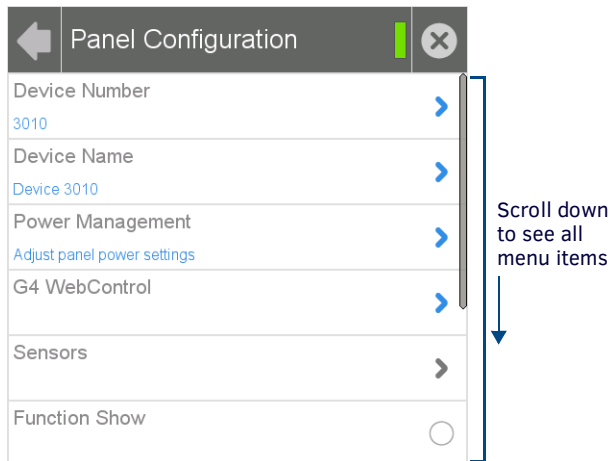 Panel Configuration
Device Number
3010
Device Name
Device 3010
Power Management
Adjust panel power settings
G4 WebControl
Sensors
Function Show
Scroll down
to see all
menu items